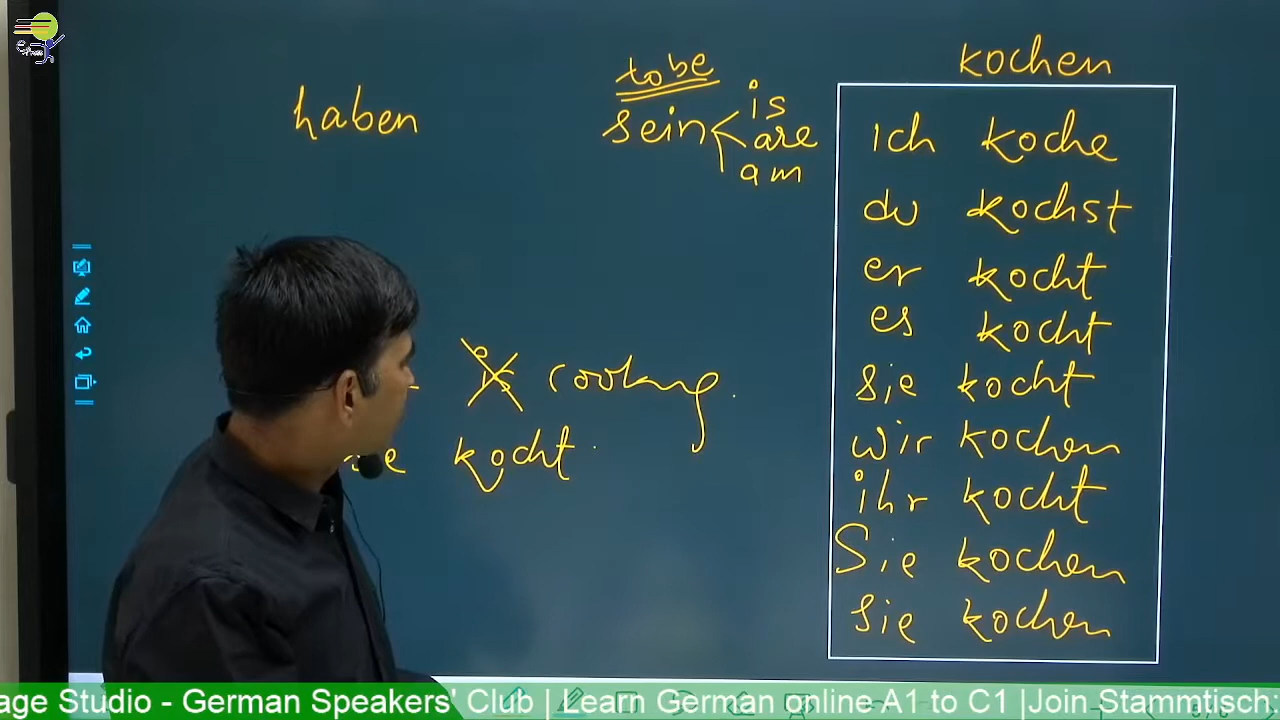 haben
to be
sein
is
are
am
is cooking.
kocht.
kochen
ich koche
du kochst
er kocht
es kocht
sie kocht
wir kochen
ihr kocht
Sie kochen
sie kochen
age Studio - German Speakers' Club | Learn German online A1 to C1 |Join Stammtisch.